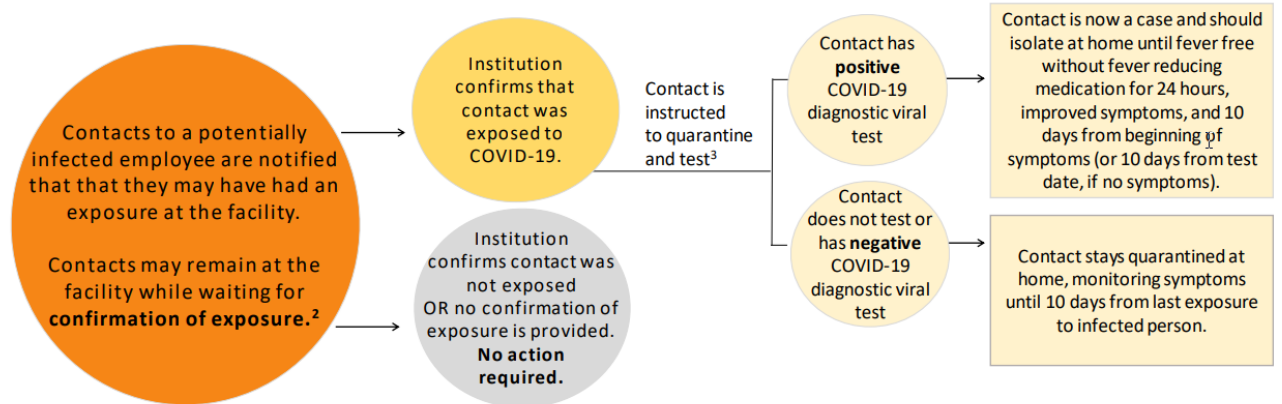 Contacts to a potentially
infected employee are notified
that that they may have had an
exposure at the facility.
Contacts may remain at the
facility while waiting for
confirmation of exposure.²
Institution
confirms that
contact was
exposed to
COVID-19.
Institution
confirms contact was
not exposed
OR no confirmation of
exposure is provided.
No action
required.
Contact is
instructed
to quarantine
and test³
Contact has
positive
COVID-19
diagnostic viral
test
Contact
does not test or
has negative
COVID-19
diagnostic viral
test
Contact is now a case and should
isolate at home until fever free
without fever reducing
medication for 24 hours,
improved symptoms, and 10
days from beginning of
symptoms (or 10 days from test
date, if no symptoms).
Contact stays quarantined at
home, monitoring symptoms
until 10 days from last exposure
to infected person.